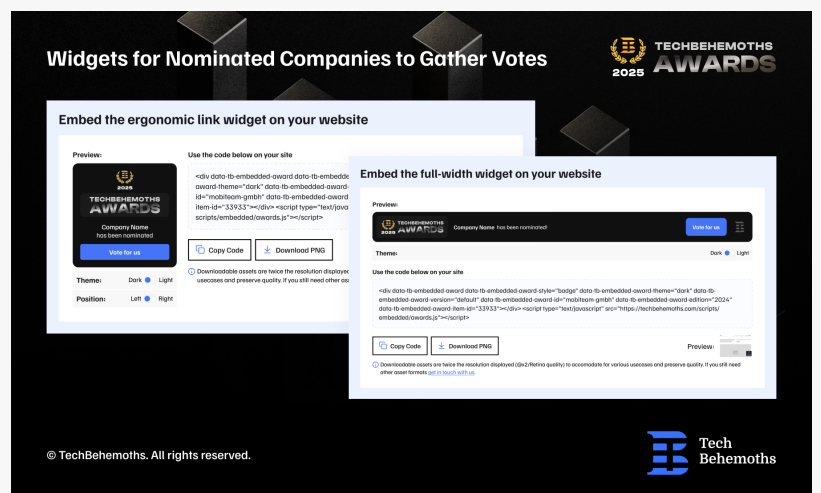 Widgets for Nominated Companies to Gather Votes
2025
TECHBEHEMOTHS
AWARDS
Embed the ergonomic link widget on your website
Preview:
2025
TECHBEHEMOTHS
AWARDS
Company Name
has been nominated
Vote for us
Theme:
Dark
Light
Position:
Left
Right
Use the code below on your site
<div data-tb-embedded-award data-tb-embedde
award-theme="dark" data-tb-embedded-award-
id="mobiteam-gmbh" data-tb-embedded-award
item-id="33933"></div> <script type="text/java
scripts/embedded/awards.js"></script>
Copy Code
Download PNG
Downloadable assets are twice the resolution displayed
usecases and preserve quality. If you still need other as
Embed the full-width widget on your website
Preview:
2025
TECHBEHEMOTHS
AWARDS
Company Name has been nominated!
Vote for us
Theme:
Dark
Light
Use the code below on your site
<div data-tb-embedded-award data-tb-embedded-award-style="badge" data-tb-embedded-award-theme="dark" data-tb-
embedded-award-version="default" data-tb-embedded-award-id="mobiteam-gmbh" data-tb-embedded-award-edition="2024"
data-tb-embedded-award-item-id="33933"></div> <script type="text/javascript" src="https://techbehemoths.com/scripts/
embedded/awards.js"></script>
Copy Code
Download PNG
Preview:
Downloadable assets are twice the resolution displayed (@x2/Retina quality) to accomodate for various usecases and preserve quality. If you still need
other asset formats get in touch with us.
© TechBehemoths. All rights reserved.
Tech
Behemoths